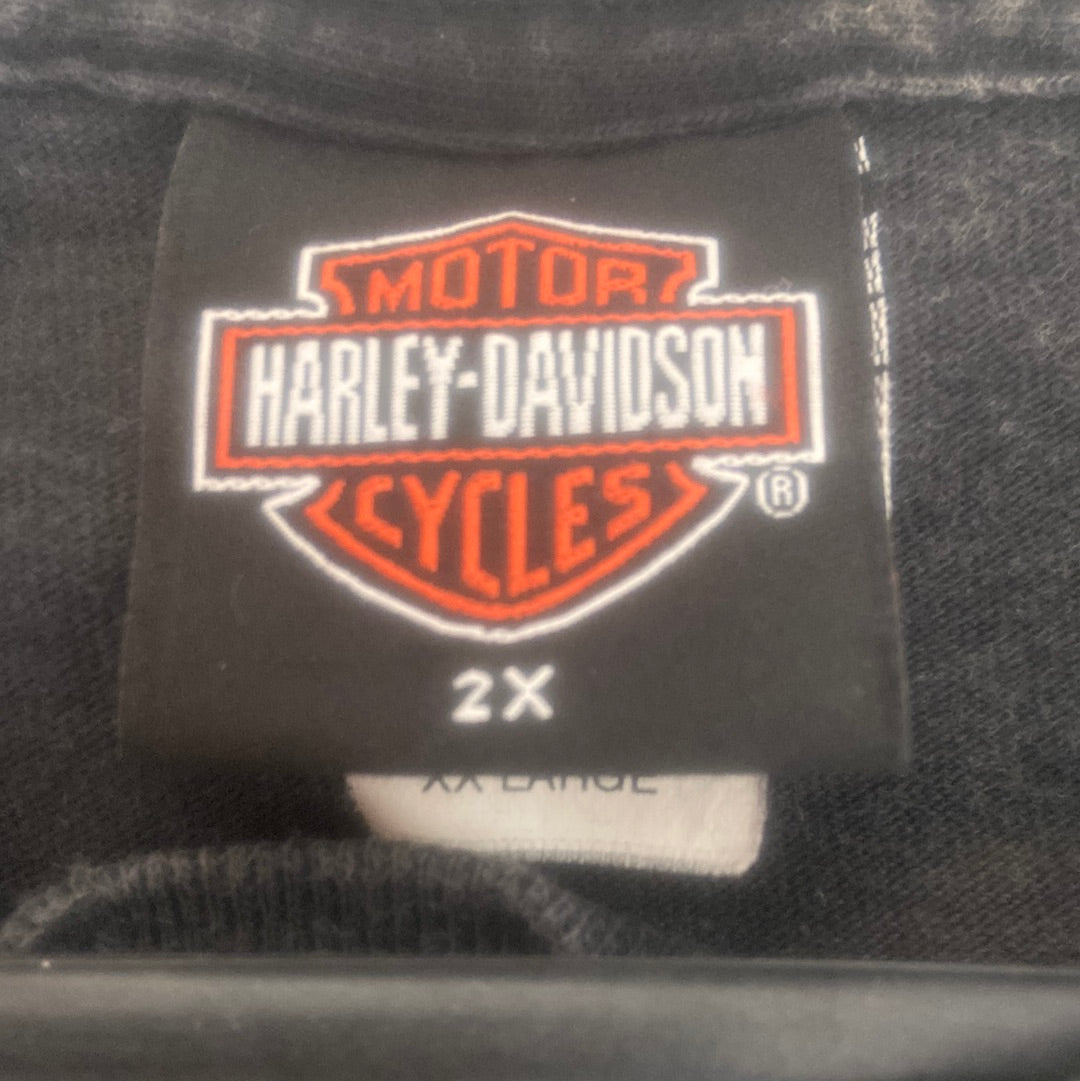 MOTOR
HARLEY-DAVIDSON
CYCLES
®
2X
XX LARGE